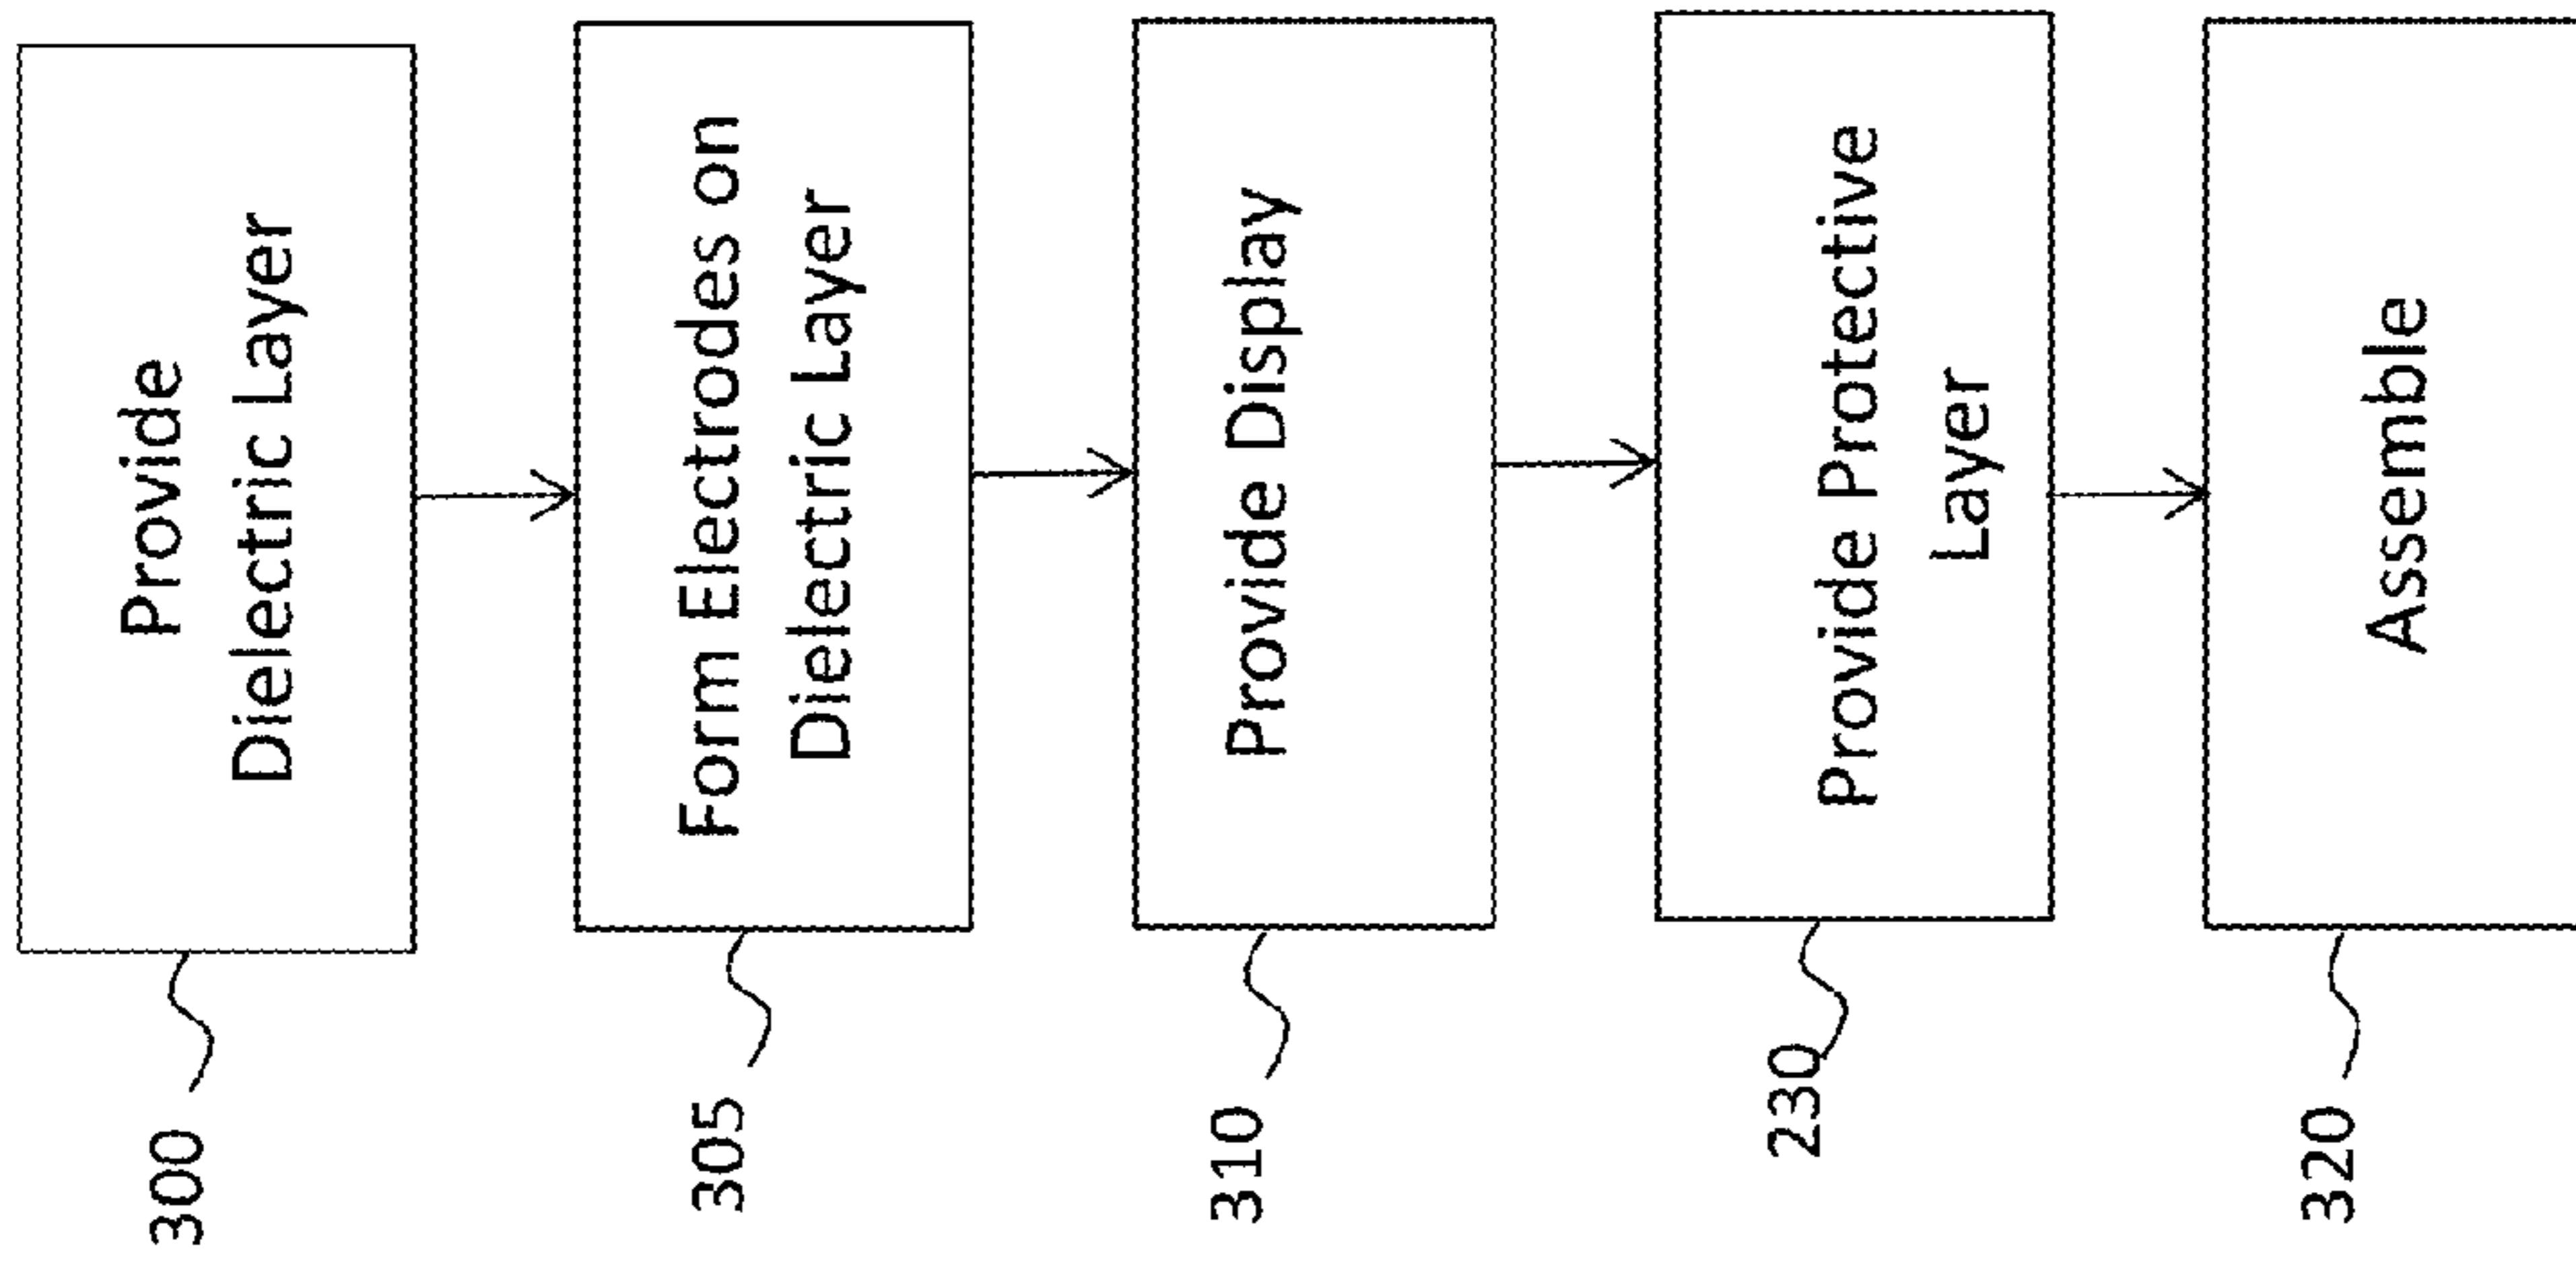 300
Provide
Dielectric Layer
305
Form Electrodes on
Dielectric Layer
310
Provide Display
230
Provide Protective
Layer
320
Assemble